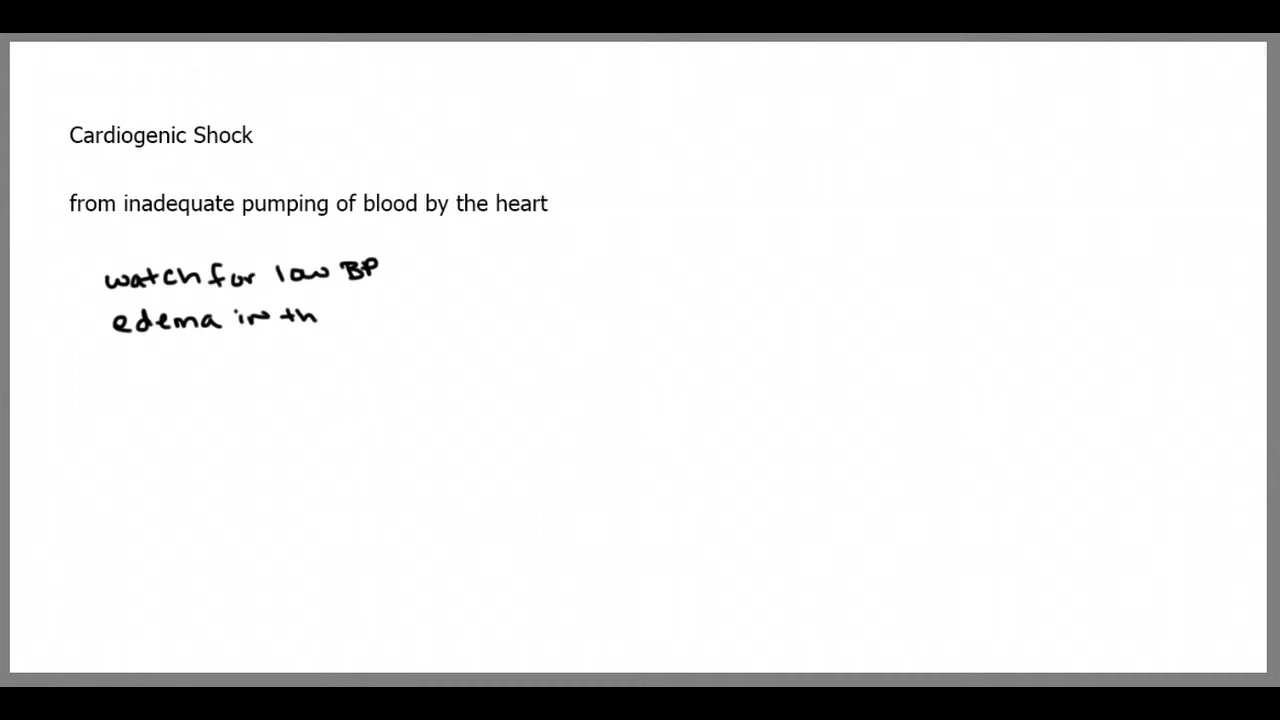 Cardiogenic Shock
from inadequate pumping of blood by the heart
watch for low BP
edema in th